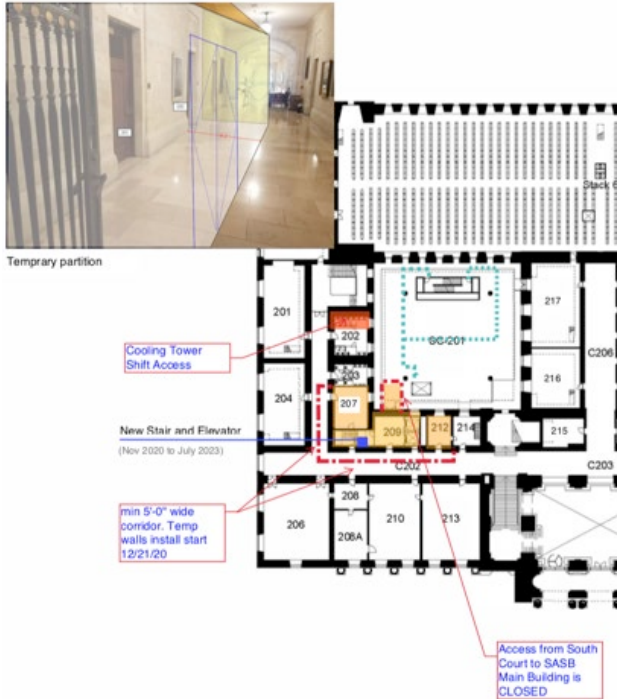 Temprary partition
Stack 6
201
202
SC-201
217
C206
Cooling Tower
Shift Access
203
204
207
216
New Stair and Elevator
209
212
214
215
(Nov 2020 to July 2023)
C202
C203
min 5'-0" wide
corridor. Temp
walls install start
12/21/20
206
208
210
213
208A
Access from South
Court to SASB
Main Building is
CLOSED